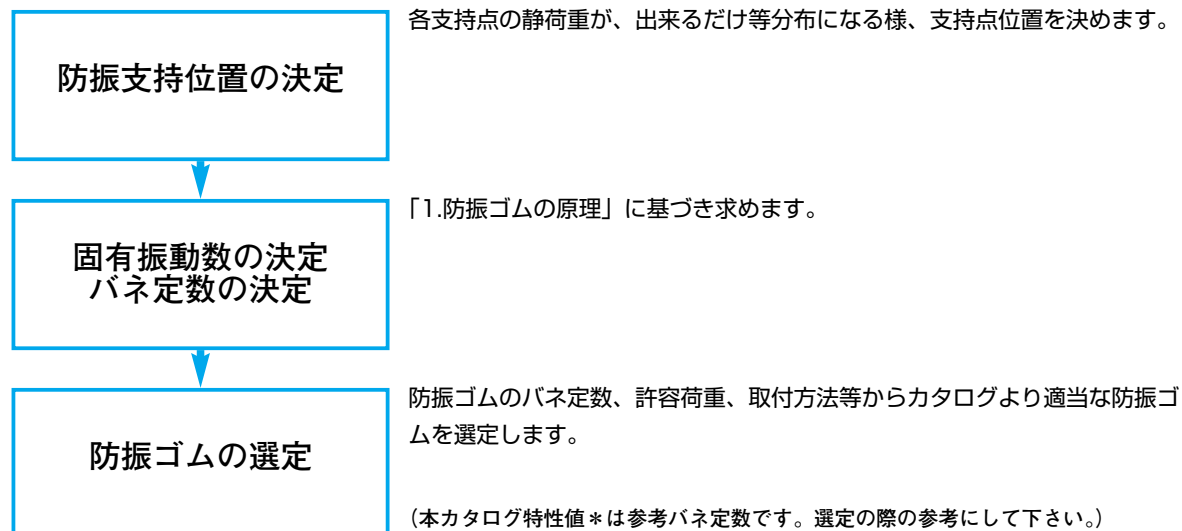 各支持点の静荷重が、出来るだけ等分布になる様、支持点位置を決めます。
防振支持位置の決定
「1.防振ゴムの原理」に基づき求めます。
固有振動数の決定
バネ定数の決定
防振ゴムのバネ定数、許容荷重、取付方法等からカタログより適当な防振ゴ
ムを選定します。
防振ゴムの選定
(本カタログ特性値＊は参考バネ定数です。選定の際の参考にして下さい。)